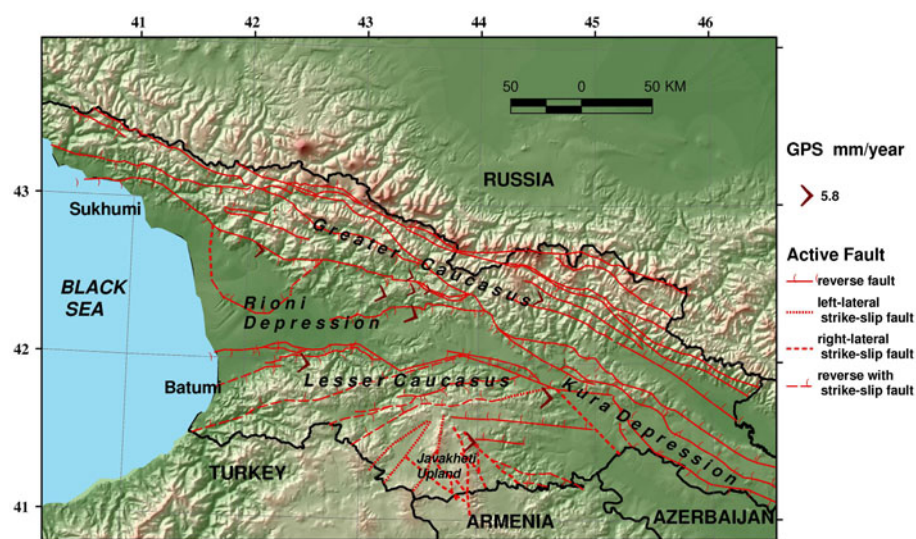 41 42 43 44 45 46
50 0 50 KM
GPS mm/year
RUSSIA
43
5.8
Sukhumi
Greater Caucasus
Active Fault
BLACK
SEA
reverse fault
Rioni
Depression
left-lateral
strike-slip fault
right-lateral
strike-slip fault
42
Lesser Caucasus
Batumi
Kura Depression
reverse with
strike-slip fault
Javakheti
Upland
TURKEY
41
ARMENIA
AZERBAIJAN